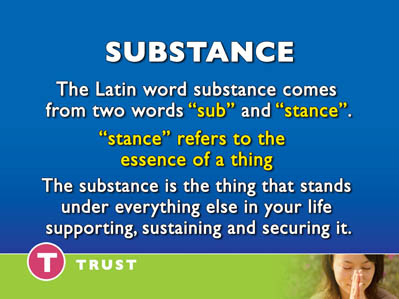 SUBSTANCE
The Latin word substance comes
from two words “sub” and “stance”.
“stance” refers to the
essence of a thing
The substance is the thing that stands
under everything else in your life
supporting, sustaining and securing it.
T TRUST